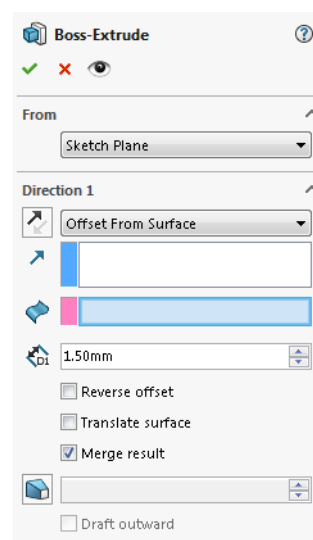 Boss-Extrude
From
Sketch Plane
Direction 1
Offset From Surface
D1 1.50mm
Reverse offset
Translate surface
Merge result
Draft outward